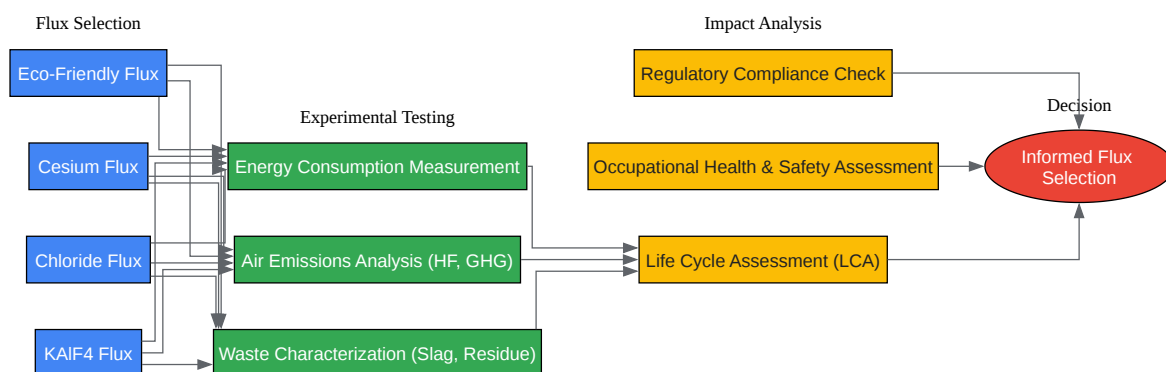 Flux Selection
Impact Analysis
Eco-Friendly Flux
Regulatory Compliance Check
Experimental Testing
Decision
Cesium Flux
Energy Consumption Measurement
Occupational Health & Safety Assessment
Informed Flux
Selection
Chloride Flux
Air Emissions Analysis (HF, GHG)
Life Cycle Assessment (LCA)
KAlF4 Flux
Waste Characterization (Slag, Residue)